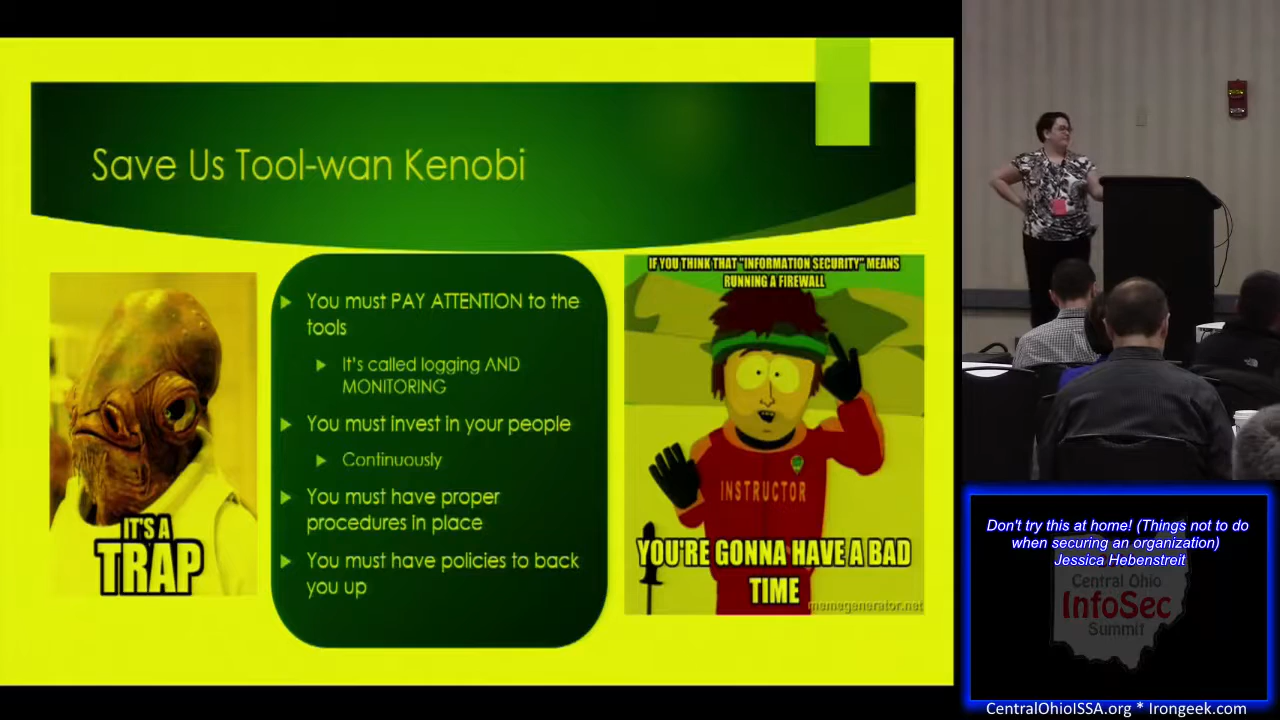 Save Us Tool-wan Kenobi
You must PAY ATTENTION to the
tools
It's called logging AND
MONITORING
You must invest in your people
Continuously
You must have proper
procedures in place
You must have policies to back
you up
IT'S A
TRAP
IF YOU THINK THAT "INFORMATION SECURITY" MEANS
RUNNING A FIREWALL
INSTRUCTOR
YOU'RE GONNA HAVE A BAD
TIME
memegenerator.net
Don't try this at home! (Things not to do
when securing an organization)
Jessica Hebenstreit
Central Ohio
InfoSec
Summit
CentralOhioISSA.org * Irongeek.com